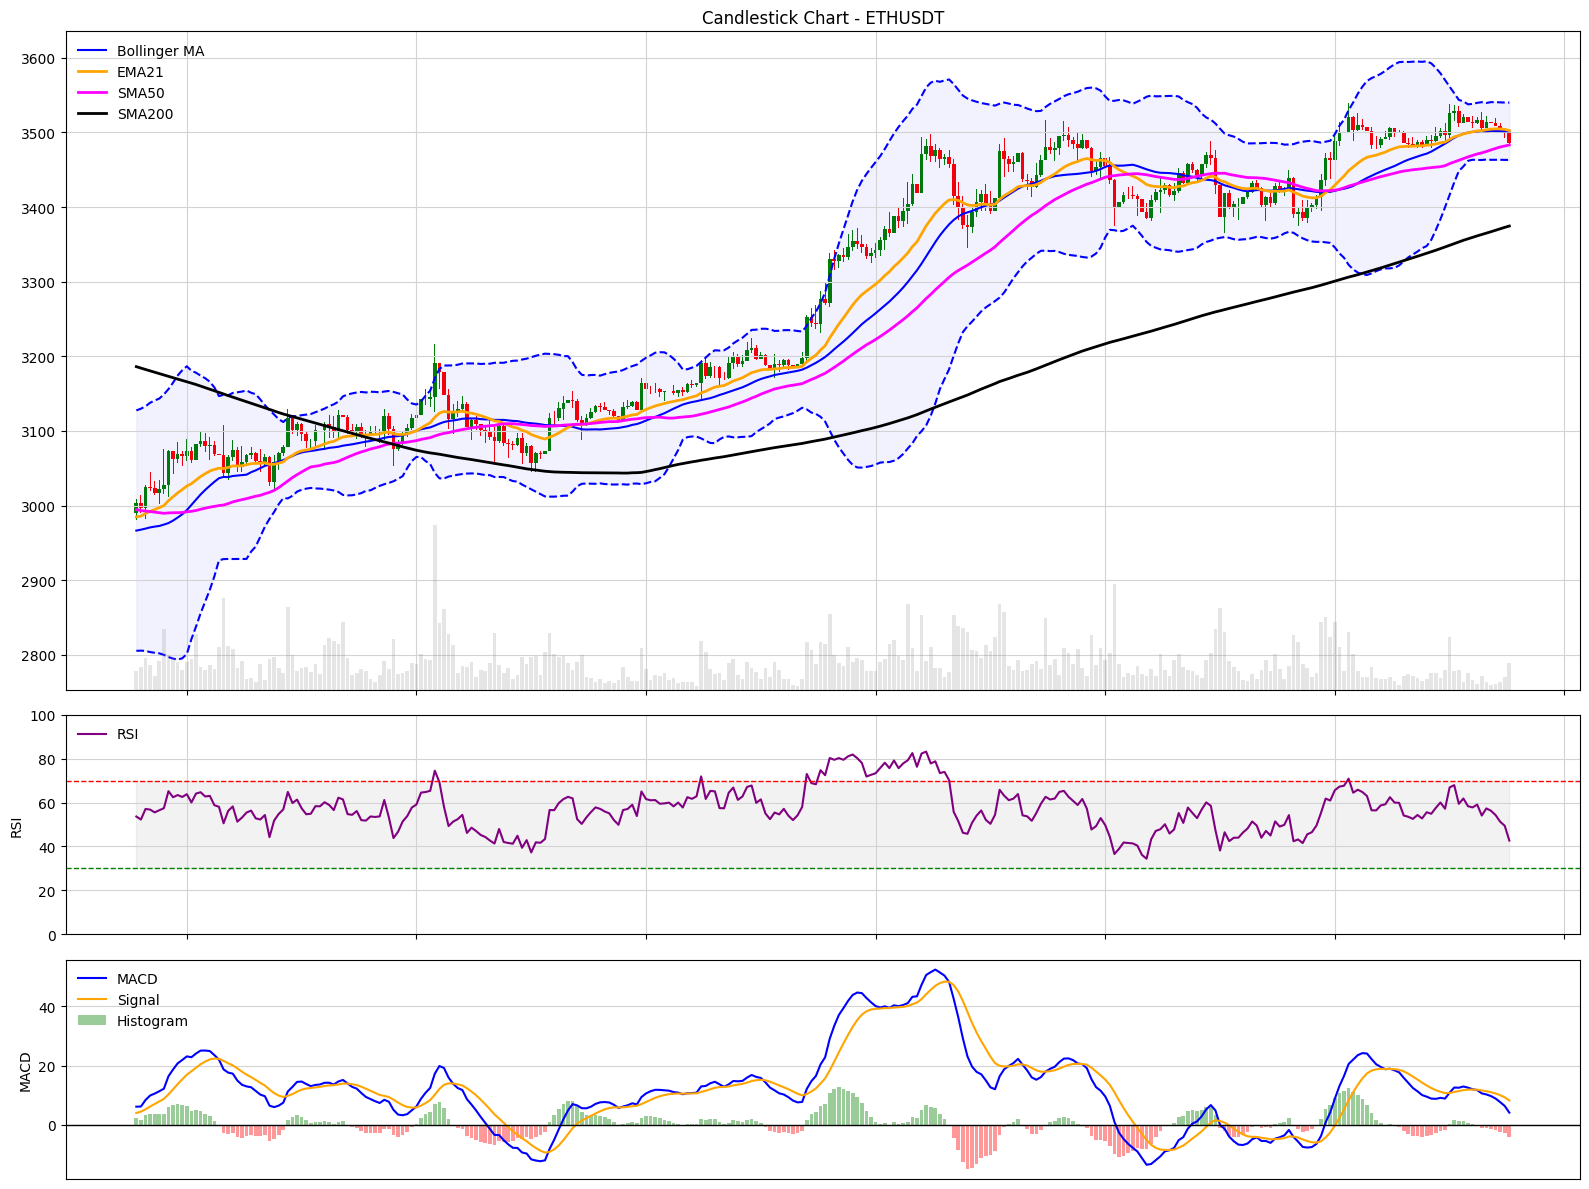 Candlestick Chart - ETHUSDT
Bollinger MA
EMA21
SMA50
SMA200
3600
3500
3400
3300
3200
3100
3000
2900
2800
RSI
100
80
60
40
20
0
RSI
MACD
Signal
Histogram
40
20
0
MACD